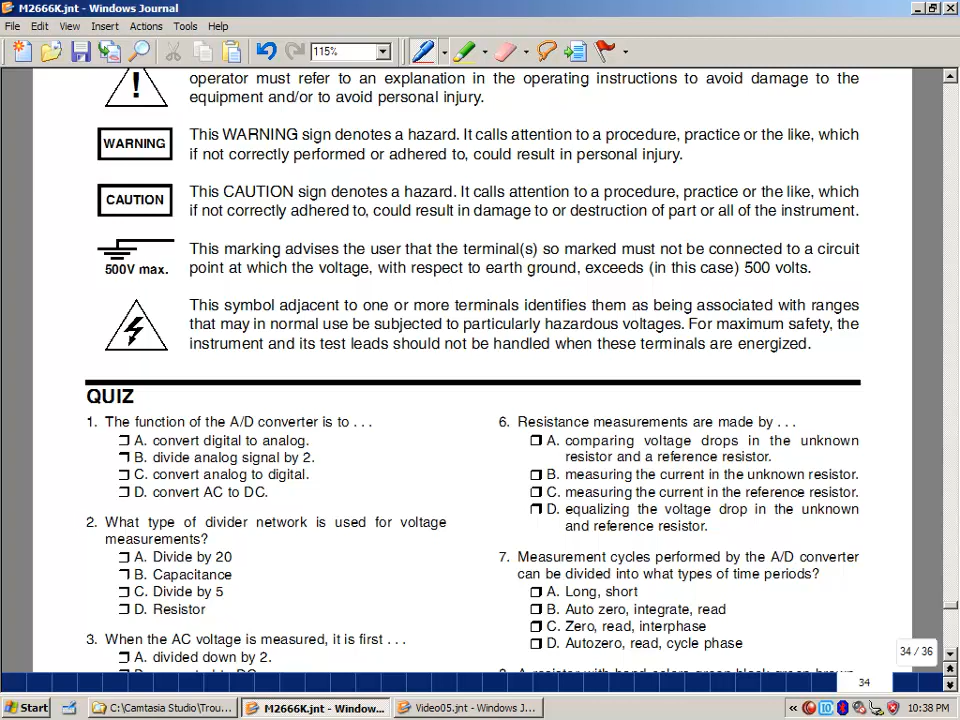 M2666K.jnt - Windows Journal
File Edit View Insert Actions Tools Help
115%
!
operator must refer to an explanation in the operating instructions to avoid damage to the
equipment and/or to avoid personal injury.
WARNING
This WARNING sign denotes a hazard. It calls attention to a procedure, practice or the like, which
if not correctly performed or adhered to, could result in personal injury.
CAUTION
This CAUTION sign denotes a hazard. It calls attention to a procedure, practice or the like, which
if not correctly adhered to, could result in damage to or destruction of part or all of the instrument.
500V max.
This marking advises the user that the terminal(s) so marked must not be connected to a circuit
point at which the voltage, with respect to earth ground, exceeds (in this case) 500 volts.
This symbol adjacent to one or more terminals identifies them as being associated with ranges
that may in normal use be subjected to particularly hazardous voltages. For maximum safety, the
instrument and its test leads should not be handled when these terminals are energized.
QUIZ
1. The function of the A/D converter is to . . .
A. convert digital to analog.
B. divide analog signal by 2.
C. convert analog to digital.
D. convert AC to DC.
2. What type of divider network is used for voltage
measurements?
A. Divide by 20
B. Capacitance
C. Divide by 5
D. Resistor
3. When the AC voltage is measured, it is first . . .
A. divided down by 2.
6. Resistance measurements are made by . . .
A. comparing voltage drops in the unknown
resistor and a reference resistor.
B. measuring the current in the unknown resistor.
C. measuring the current in the reference resistor.
D. equalizing the voltage drop in the unknown
and reference resistor.
7. Measurement cycles performed by the A/D converter
can be divided into what types of time periods?
A. Long, short
B. Auto zero, integrate, read
C. Zero, read, interphase
D. Autozero, read, cycle phase
34 / 36
34
Start
C:\Camtasia Studio\Trou...
M2666K.jnt - Window...
Video05.jnt - Windows J...
10:38 PM